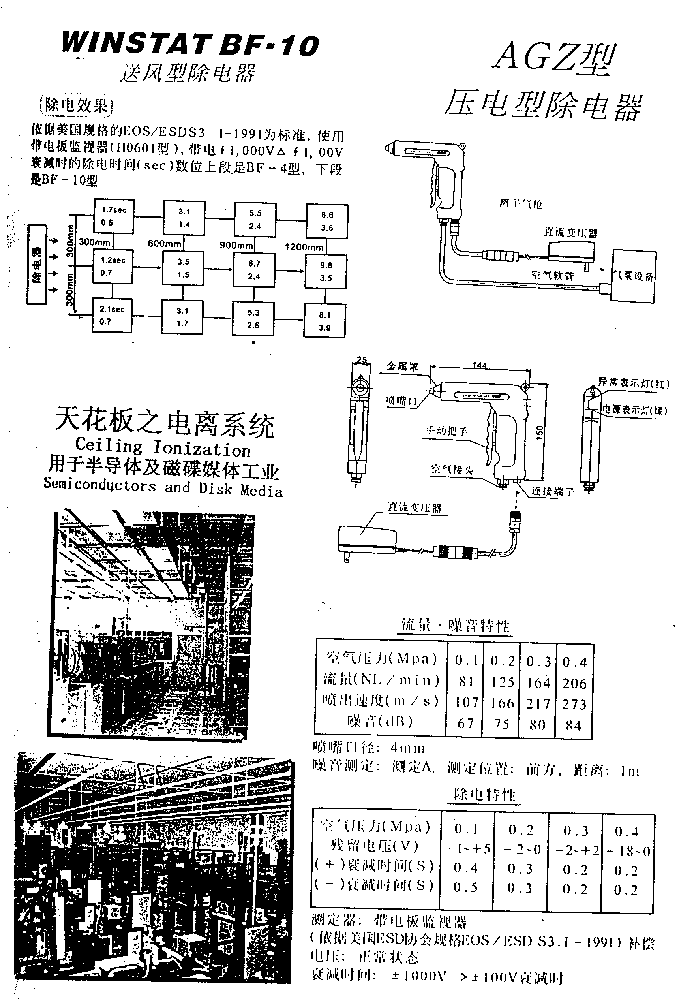 WINSTAT BF-10
送风型除电器
除电效果
依据美国规格的EOS/ESDS3 1-1991为标准, 使用
带电板监视器(H0601型), 带电∮1,000V△ ∮1, 00V
衰减时的除电时间(sec)数位上段是BF-4型, 下段
是BF-10型
除电器
300mm
300mm
1.7sec
0.6
3.1
1.4
5.5
2.4
8.6
3.6
300mm
600mm
900mm
1200mm
1.2sec
0.7
3.5
1.5
6.7
2.4
9.8
3.5
2.1sec
0.7
3.1
1.7
5.3
2.6
8.1
3.9
天花板之电离系统
Ceiling Ionization
用于半导体及磁碟媒体工业
Semiconductors and Disk Media
AGZ型
压电型除电器
离子气枪
直流变压器
空气软管
气泵设备
25
金属罩
144
喷嘴口
手动把手
150
空气接头
连接端子
异常表示灯(红)
电源表示灯(绿)
直流变压器
流量·噪音特性
空气压力(Mpa) 0.1 0.2 0.3 0.4
流量(NL/min) 81 125 164 206
喷出速度(m/s) 107 166 217 273
噪音(dB) 67 75 80 84
喷嘴口径: 4mm
噪音测定: 测定A, 测定位置: 前方, 距离: 1m
除电特性
空气压力(Mpa) 0.1 0.2 0.3 0.4
残留电压(V) -1~+5 -2~0 -2~+2 -18~0
(+)衰减时间(S) 0.4 0.3 0.2 0.2
(-)衰减时间(S) 0.5 0.3 0.2 0.2
测定器: 带电板监视器
(依据美国ESD协会规格EOS/ESD S3.1-1991)补偿
电压: 正常状态
衰减时间: ±1000V >±100V衰减时